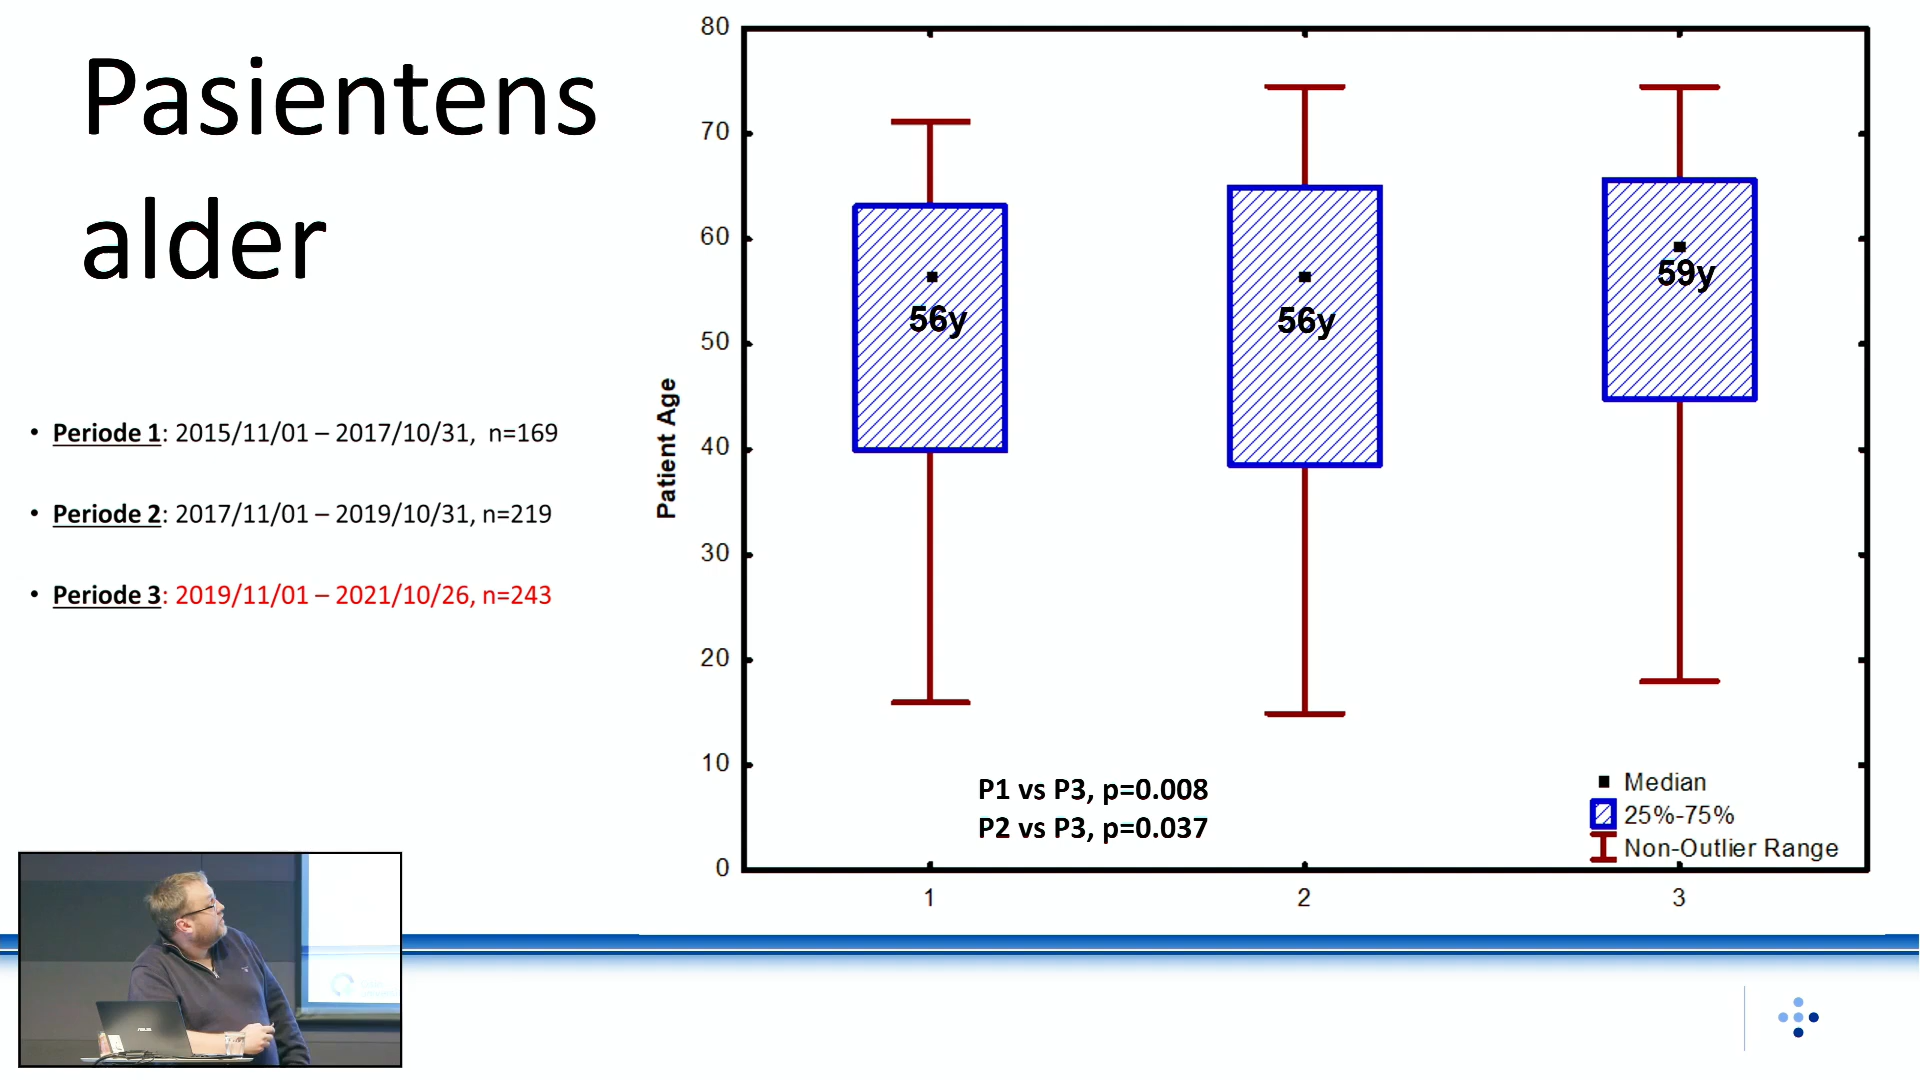 Pasientens
alder
• Periode 1: 2015/11/01 – 2017/10/31, n=169
• Periode 2: 2017/11/01 – 2019/10/31, n=219
• Periode 3: 2019/11/01 – 2021/10/26, n=243
Patient Age
80
70
60
50
40
30
20
10
0
56y
56y
59y
P1 vs P3, p=0.008
P2 vs P3, p=0.037
Median
25%-75%
Non-Outlier Range
1
2
3
ASUS